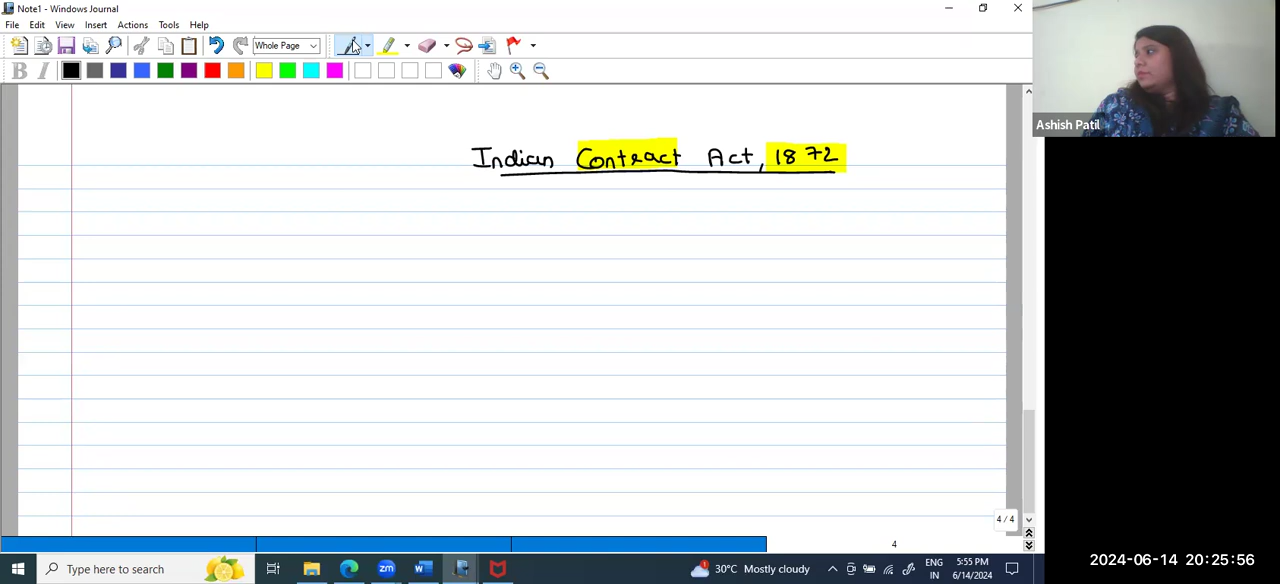 Note1 - Windows Journal
File Edit View Insert Actions Tools Help
Whole Page
B I
Ashish Patil
Indian Contract Act, 1872
4 / 4
4
Type here to search
zm
W
30°C Mostly cloudy
ENG
IN
5:55 PM
6/14/2024
2024-06-14 20:25:56